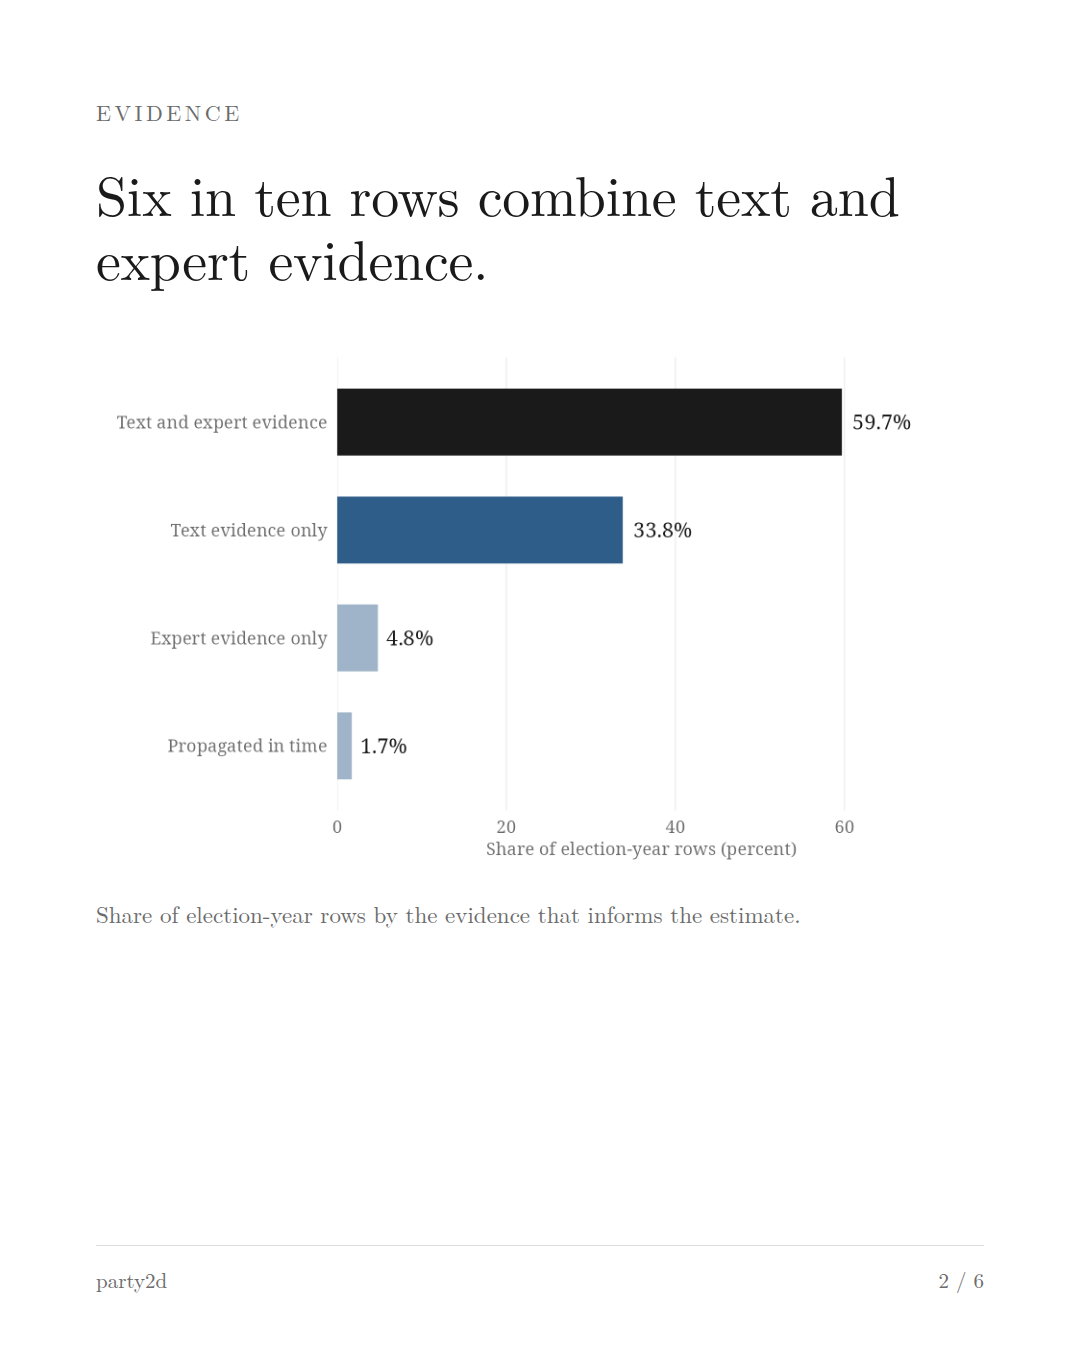 EVIDENCE
Six in ten rows combine text and
expert evidence.
Text and expert evidence
59.7%
Text evidence only
33.8%
Expert evidence only
4.8%
Propagated in time
1.7%
0 20 40 60
Share of election-year rows (percent)
Share of election-year rows by the evidence that informs the estimate.
party2d
2 / 6